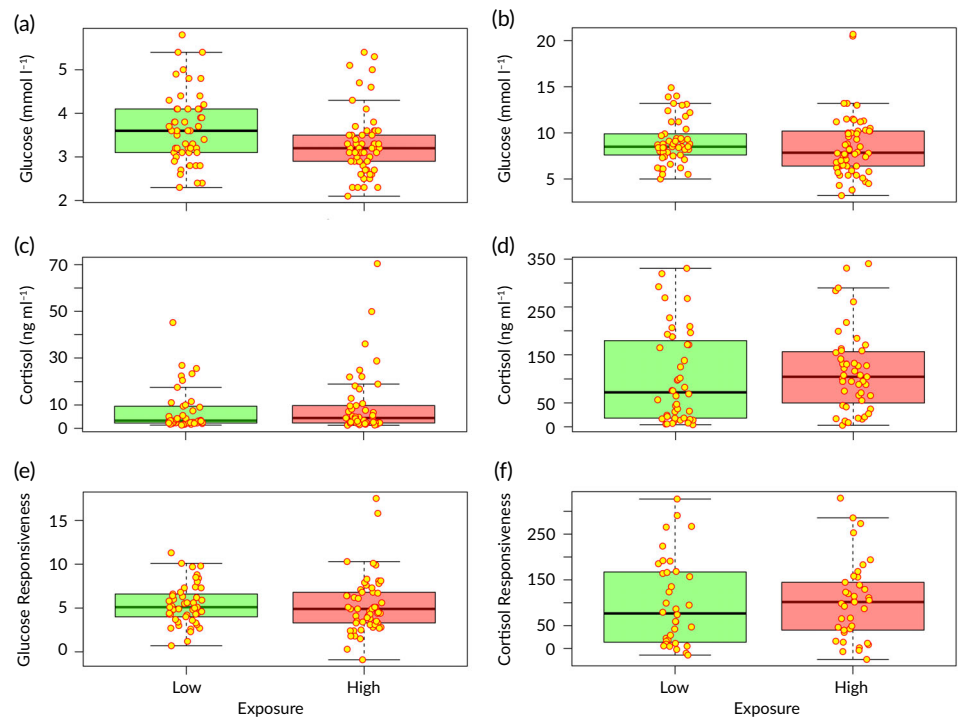 (a)
Glucose (mmol l⁻¹)
5
4
3
2
(b)
Glucose (mmol l⁻¹)
20
15
10
5
(c)
Cortisol (ng ml⁻¹)
70
50
30
10
0
(d)
Cortisol (ng ml⁻¹)
350
250
150
50
0
(e)
Glucose Responsiveness
15
10
5
0
Low High
Exposure
(f)
Cortisol Responsiveness
250
150
50
0
Low High
Exposure